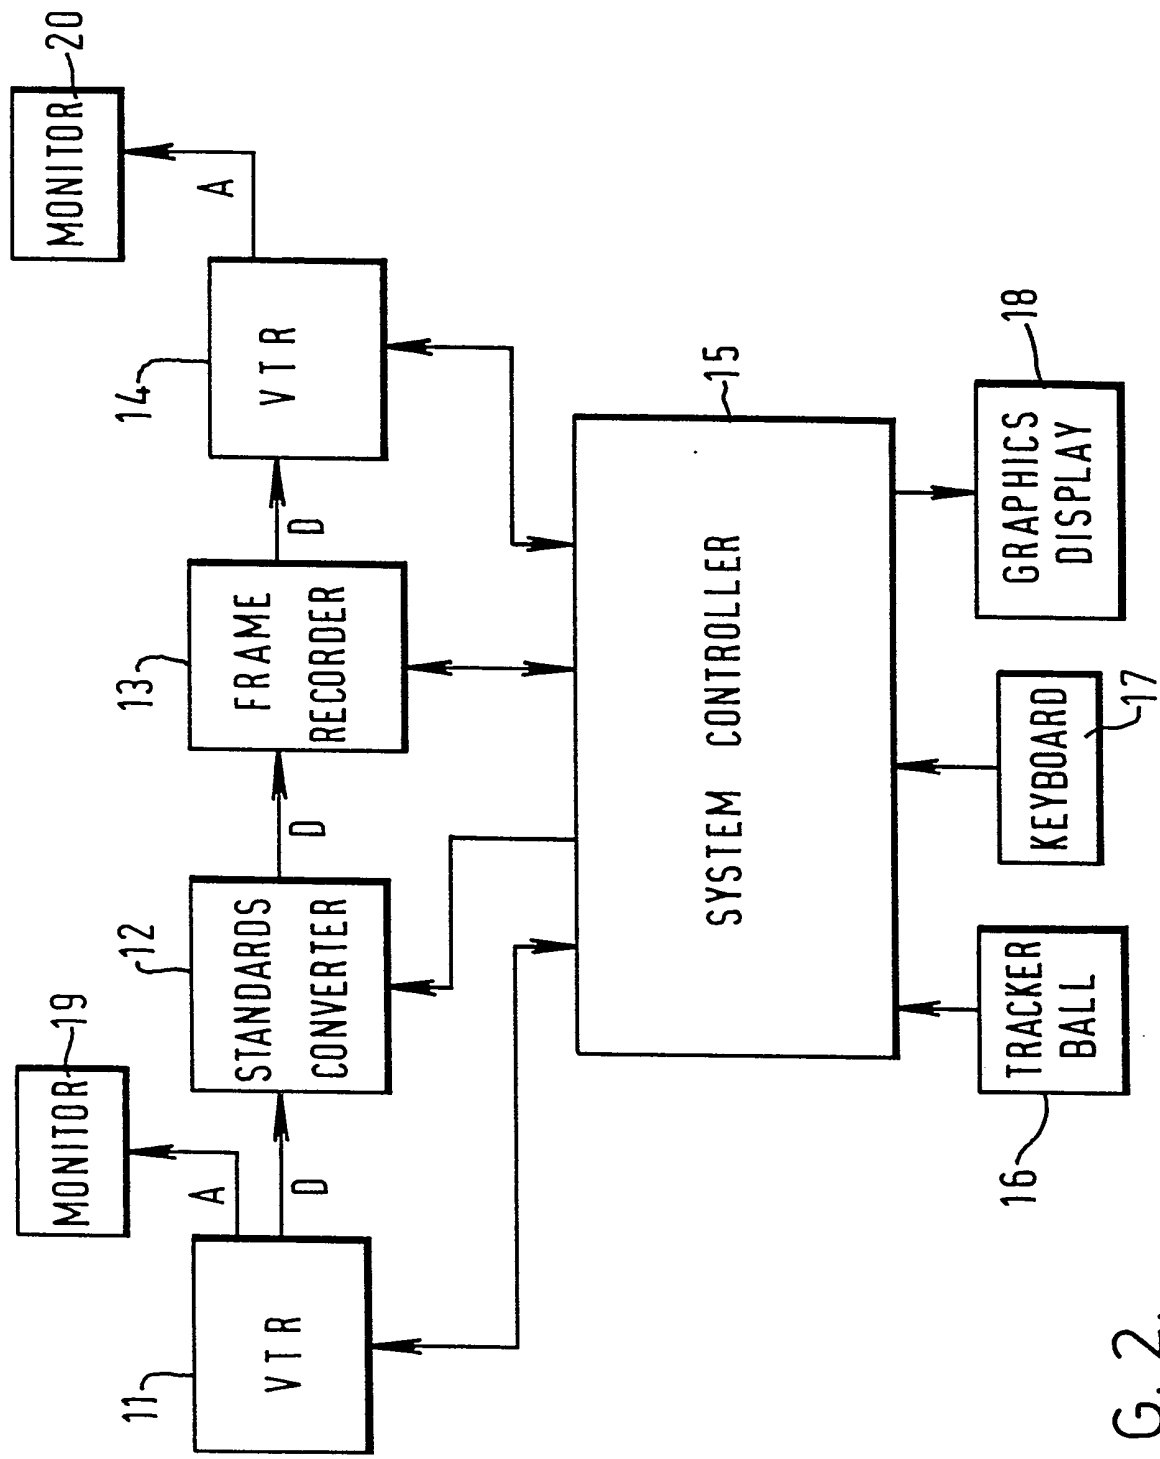 MONITOR
19
MONITOR
20
A
A
11
12
13
14
VTR
D
STANDARDS
CONVERTER
D
FRAME
RECORDER
D
VTR
SYSTEM CONTROLLER
15
16
TRACKER
BALL
KEYBOARD
17
GRAPHICS
DISPLAY
18
G. 2.